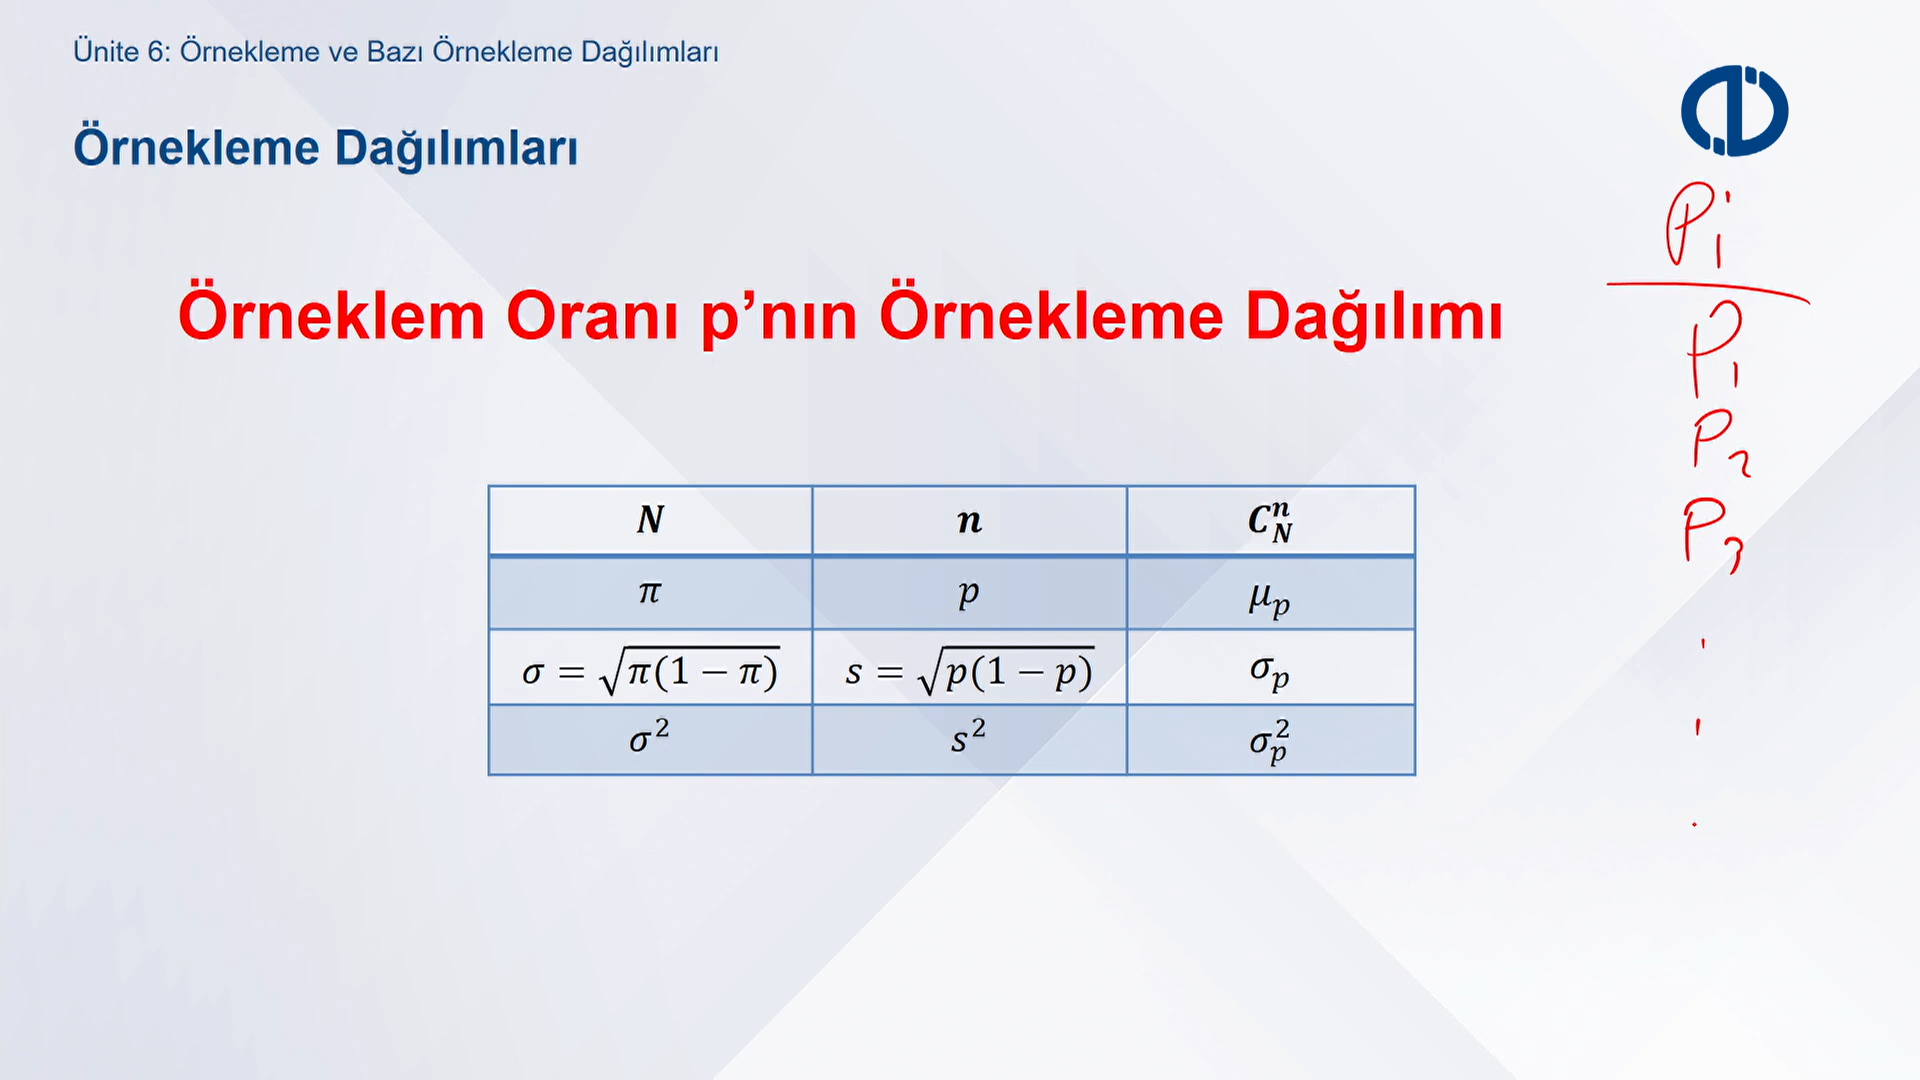 Ünite 6: Örnekleme ve Bazı Örnekleme Dağılımları
Örnekleme Dağılımları
Örneklem Oranı p’nın Örnekleme Dağılımı
N n C_N^n
π p μ_p
σ = √π(1 − π) s = √p(1 − p) σ_p
σ² s² σ_p²
Pi
P1
P2
P3
.
.
.